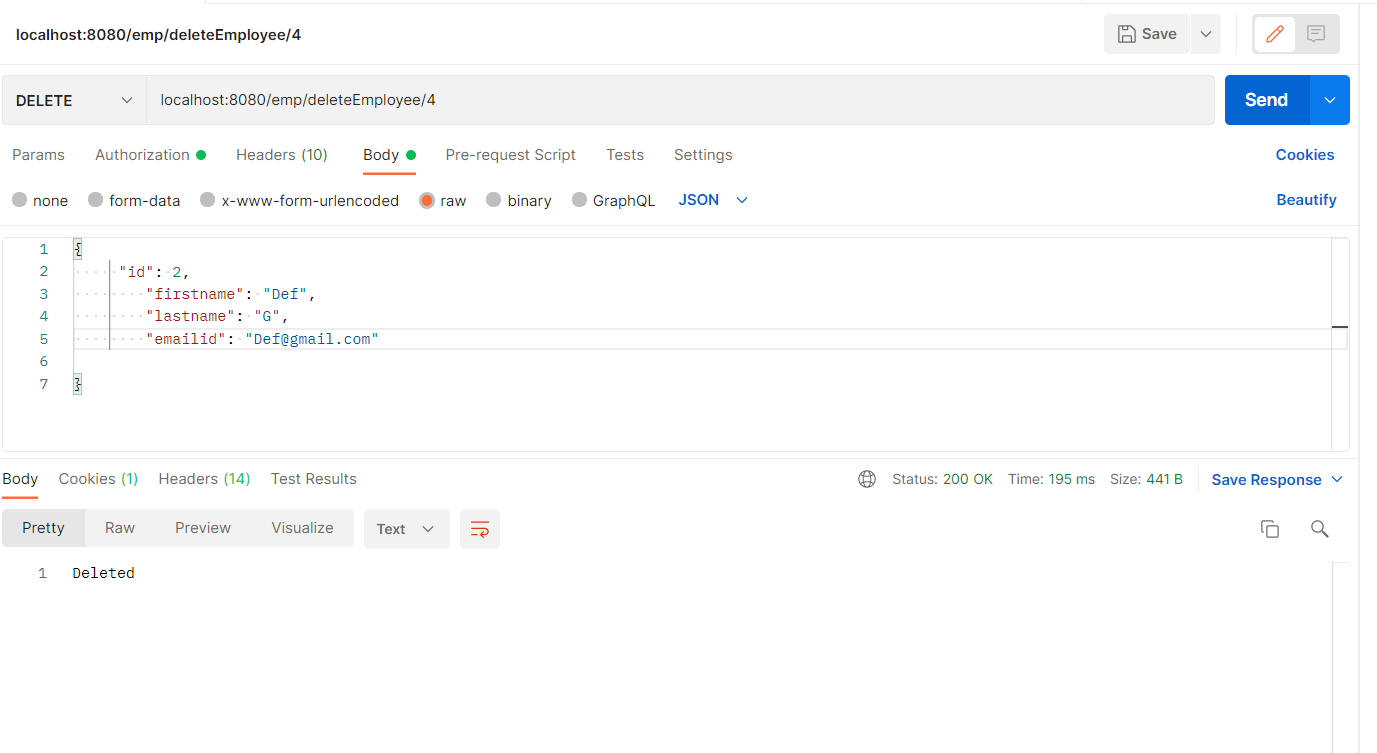 localhost:8080/emp/deleteEmployee/4 Save
DELETE localhost:8080/emp/deleteEmployee/4 Send
Params Authorization Headers (10) Body Pre-request Script Tests Settings Cookies
none form-data x-www-form-urlencoded raw binary GraphQL JSON Beautify
1 {
2 "id": 2,
3 "firstname": "Def",
4 "lastname": "G",
5 "emailid": "Def@gmail.com"
6
7 }
Body Cookies (1) Headers (14) Test Results Status: 200 OK Time: 195 ms Size: 441 B Save Response
Pretty Raw Preview Visualize Text
1 Deleted